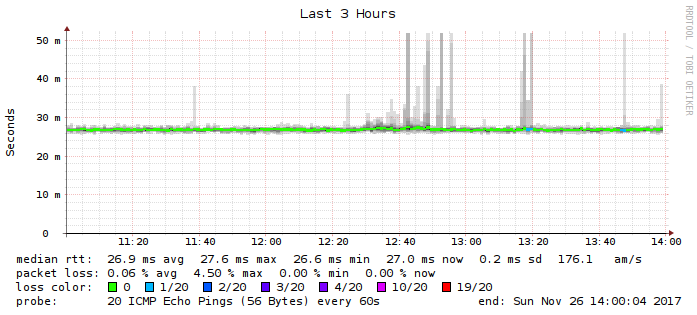 Last 3 Hours
RRDTOOL / TOBI OETIKER
Seconds
50 m
40 m
30 m
20 m
10 m
0
11:20 11:40 12:00 12:20 12:40 13:00 13:20 13:40 14:00
median rtt: 26.9 ms avg 27.6 ms max 26.6 ms min 27.0 ms now 0.2 ms sd 176.1 am/s
packet loss: 0.06 % avg 4.50 % max 0.00 % min 0.00 % now
loss color: 0 1/20 2/20 3/20 4/20 10/20 19/20
probe: 20 ICMP Echo Pings (56 Bytes) every 60s end: Sun Nov 26 14:00:04 2017